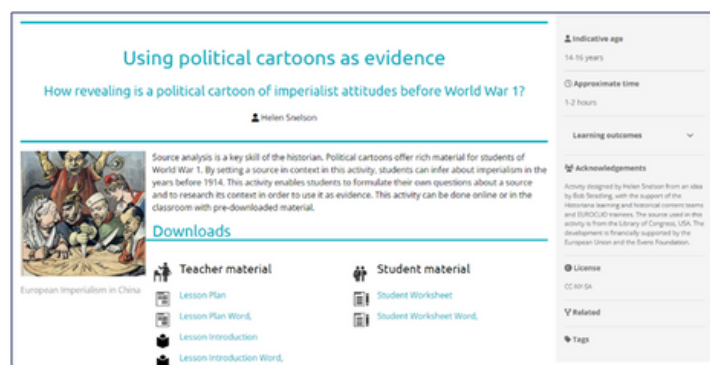 Using political cartoons as evidence
How revealing is a political cartoon of imperialist attitudes before World War 1?
Helen Snelson
Source analysis is a key skill of the historian. Political cartoons offer rich material for students of
World War 1. By setting a source in context in this activity, students can infer about imperialism in the
years before 1914. This activity enables students to formulate their own questions about a source
and to research its context in order to use it as evidence. This activity can be done online or in the
classroom with pre-downloaded material.
European Imperialism in China
Downloads
Teacher material
Lesson Plan
Lesson Plan Word,
Lesson Introduction
Lesson Introduction Word,
Student material
Student Worksheet
Student Worksheet Word,
Indicative age
14-16 years
Approximate time
1-2 hours
Learning outcomes
Acknowledgements
Activity designed by Helen Snelson from an idea
by Bob Stradling, with the support of the
Historiana learning and historical content teams
and EUROCLIO trainees. The source used in this
activity is from the Library of Congress, USA. The
development is financially supported by the
European Union and the Evens Foundation.
License
CC NY-SA
Related
Tags